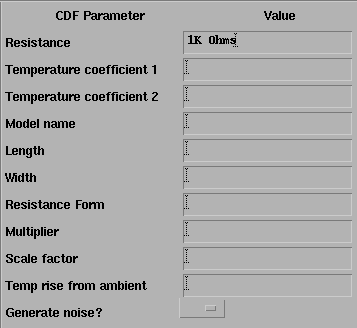 CDF Parameter Value
Resistance 1K Ohms
Temperature coefficient 1
Temperature coefficient 2
Model name
Length
Width
Resistance Form
Multiplier
Scale factor
Temp rise from ambient
Generate noise?